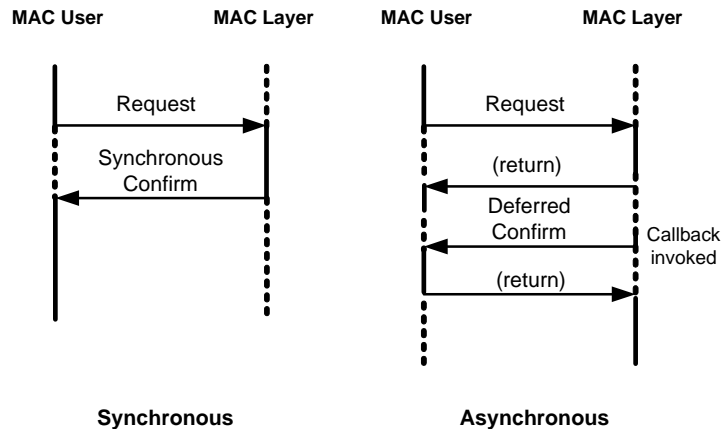 MAC User
MAC Layer
MAC User
MAC Layer
Request
Synchronous
Confirm
Request
(return)
Deferred
Confirm
Callback
invoked
(return)
Synchronous
Asynchronous